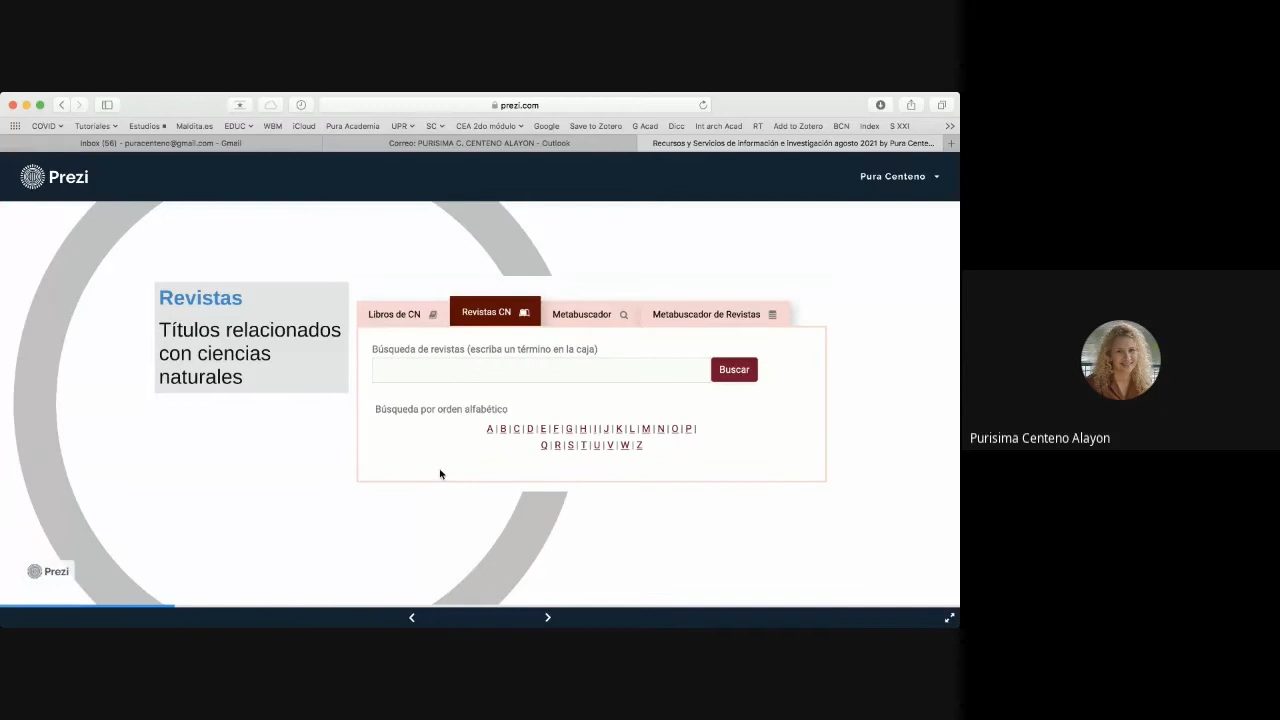 prezi.com
COVID Tutoriales Estudios Maldita.es EDUC WBM iCloud Pura Academia UPR SC CEA 2do módulo Google Save to Zotero G Acad Dicc Int arch Acad RT Add to Zotero BCN Index S XXI >>
Inbox (56) - puracenteno@gmail.com - Gmail
Correo: PURISIMA C. CENTENO ALAYON - Outlook
Recursos y Servicios de información e investigación agosto 2021 by Pura Cente...
Prezi
Pura Centeno
Revistas
Títulos relacionados
con ciencias
naturales
Libros de CN
Revistas CN
Metabuscador
Metabuscador de Revistas
Búsqueda de revistas (escriba un término en la caja)
Buscar
Búsqueda por orden alfabético
A | B | C | D | E | F | G | H | I | J | K | L | M | N | O | P |
Q | R | S | T | U | V | W | Z
Prezi
Purisima Centeno Alayon